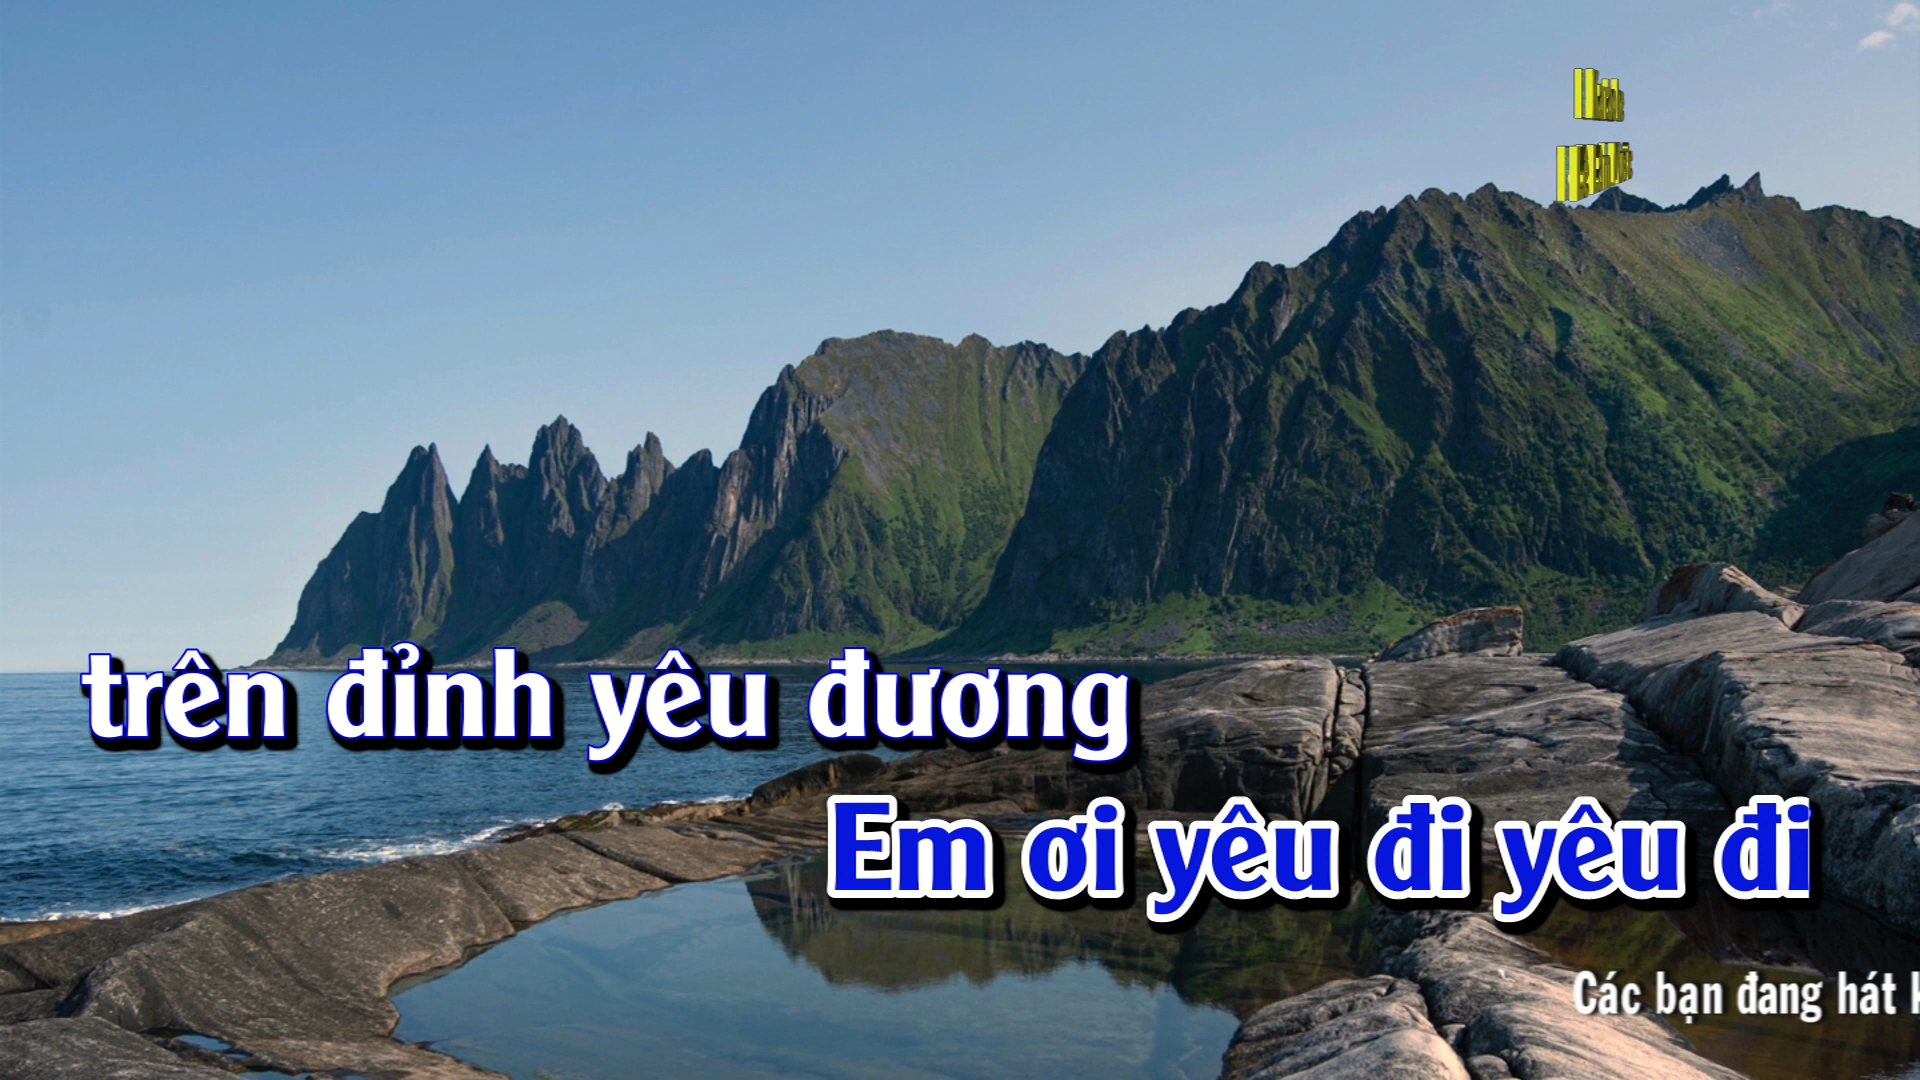 trên đỉnh yêu đương
Em ơi yêu đi yêu đi
Các bạn đang hát